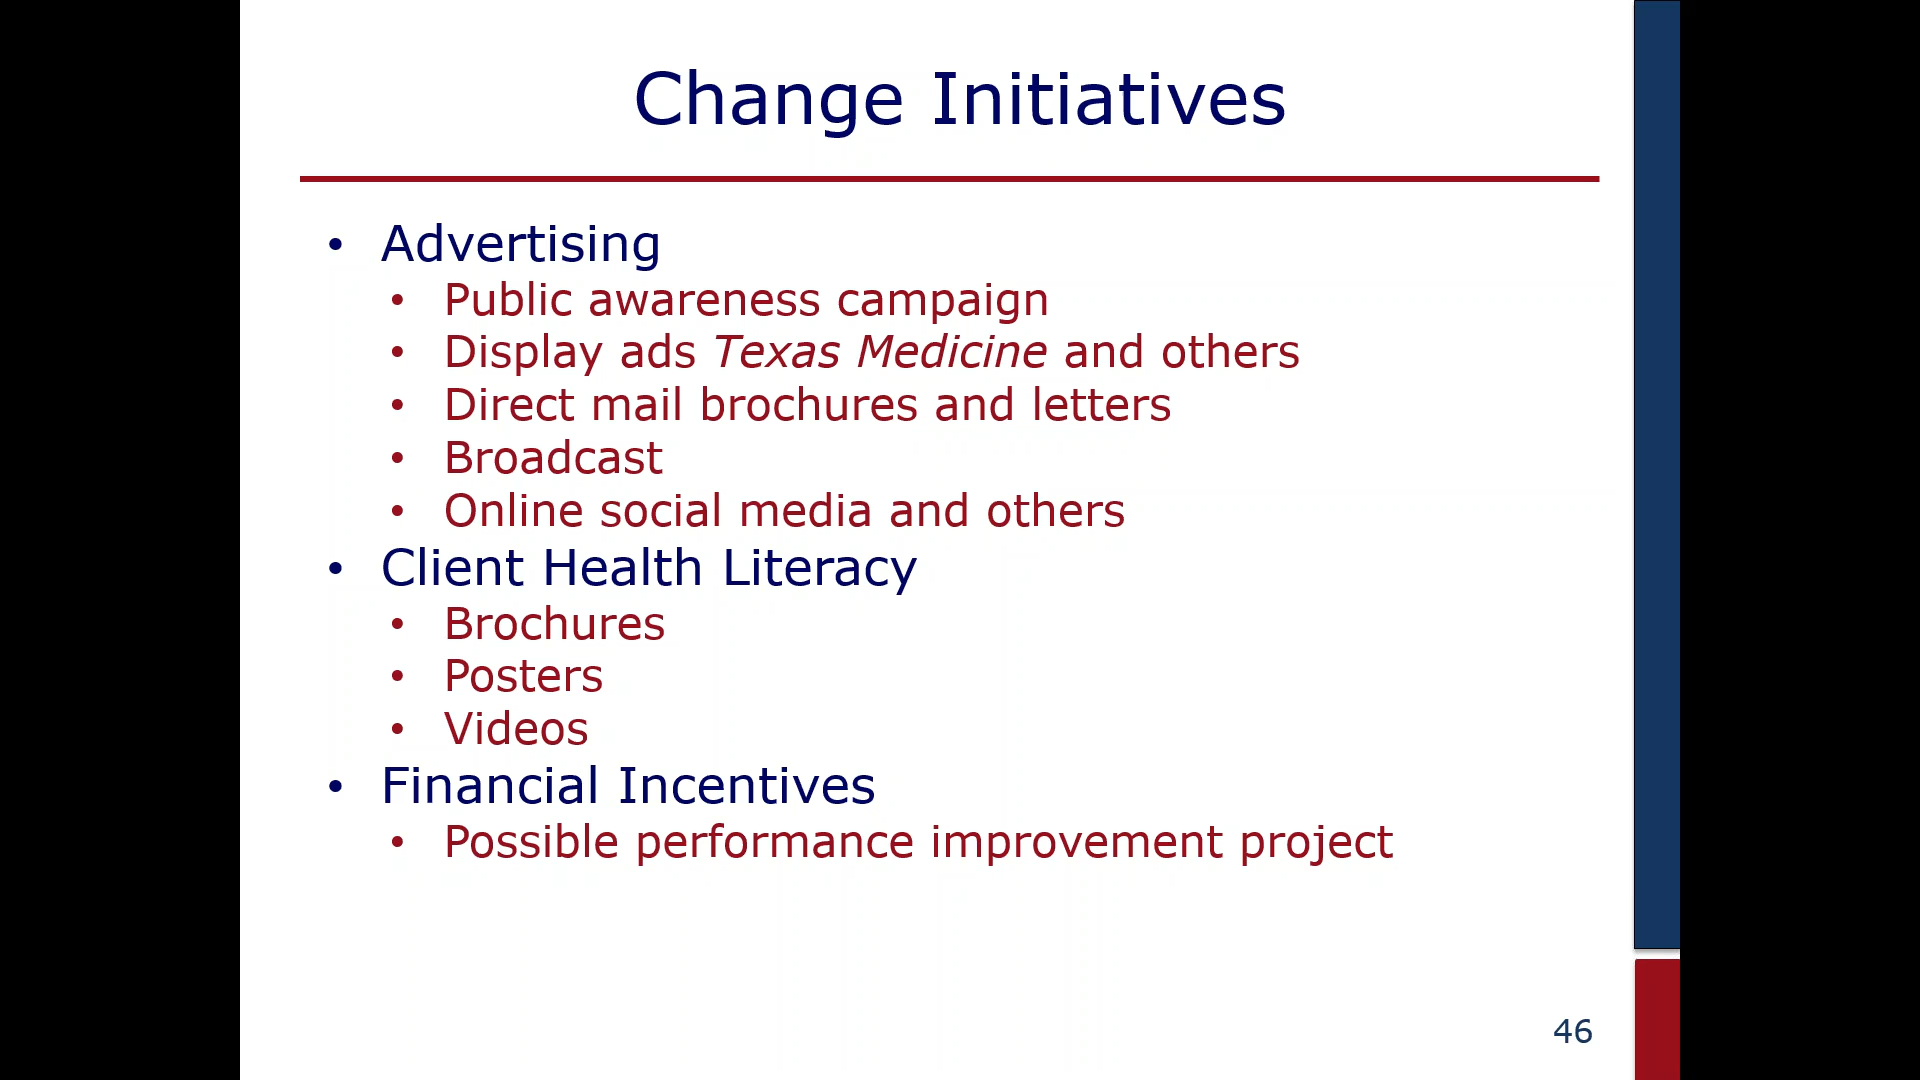 Change Initiatives
• Advertising
• Public awareness campaign
• Display ads Texas Medicine and others
• Direct mail brochures and letters
• Broadcast
• Online social media and others
• Client Health Literacy
• Brochures
• Posters
• Videos
• Financial Incentives
• Possible performance improvement project
46